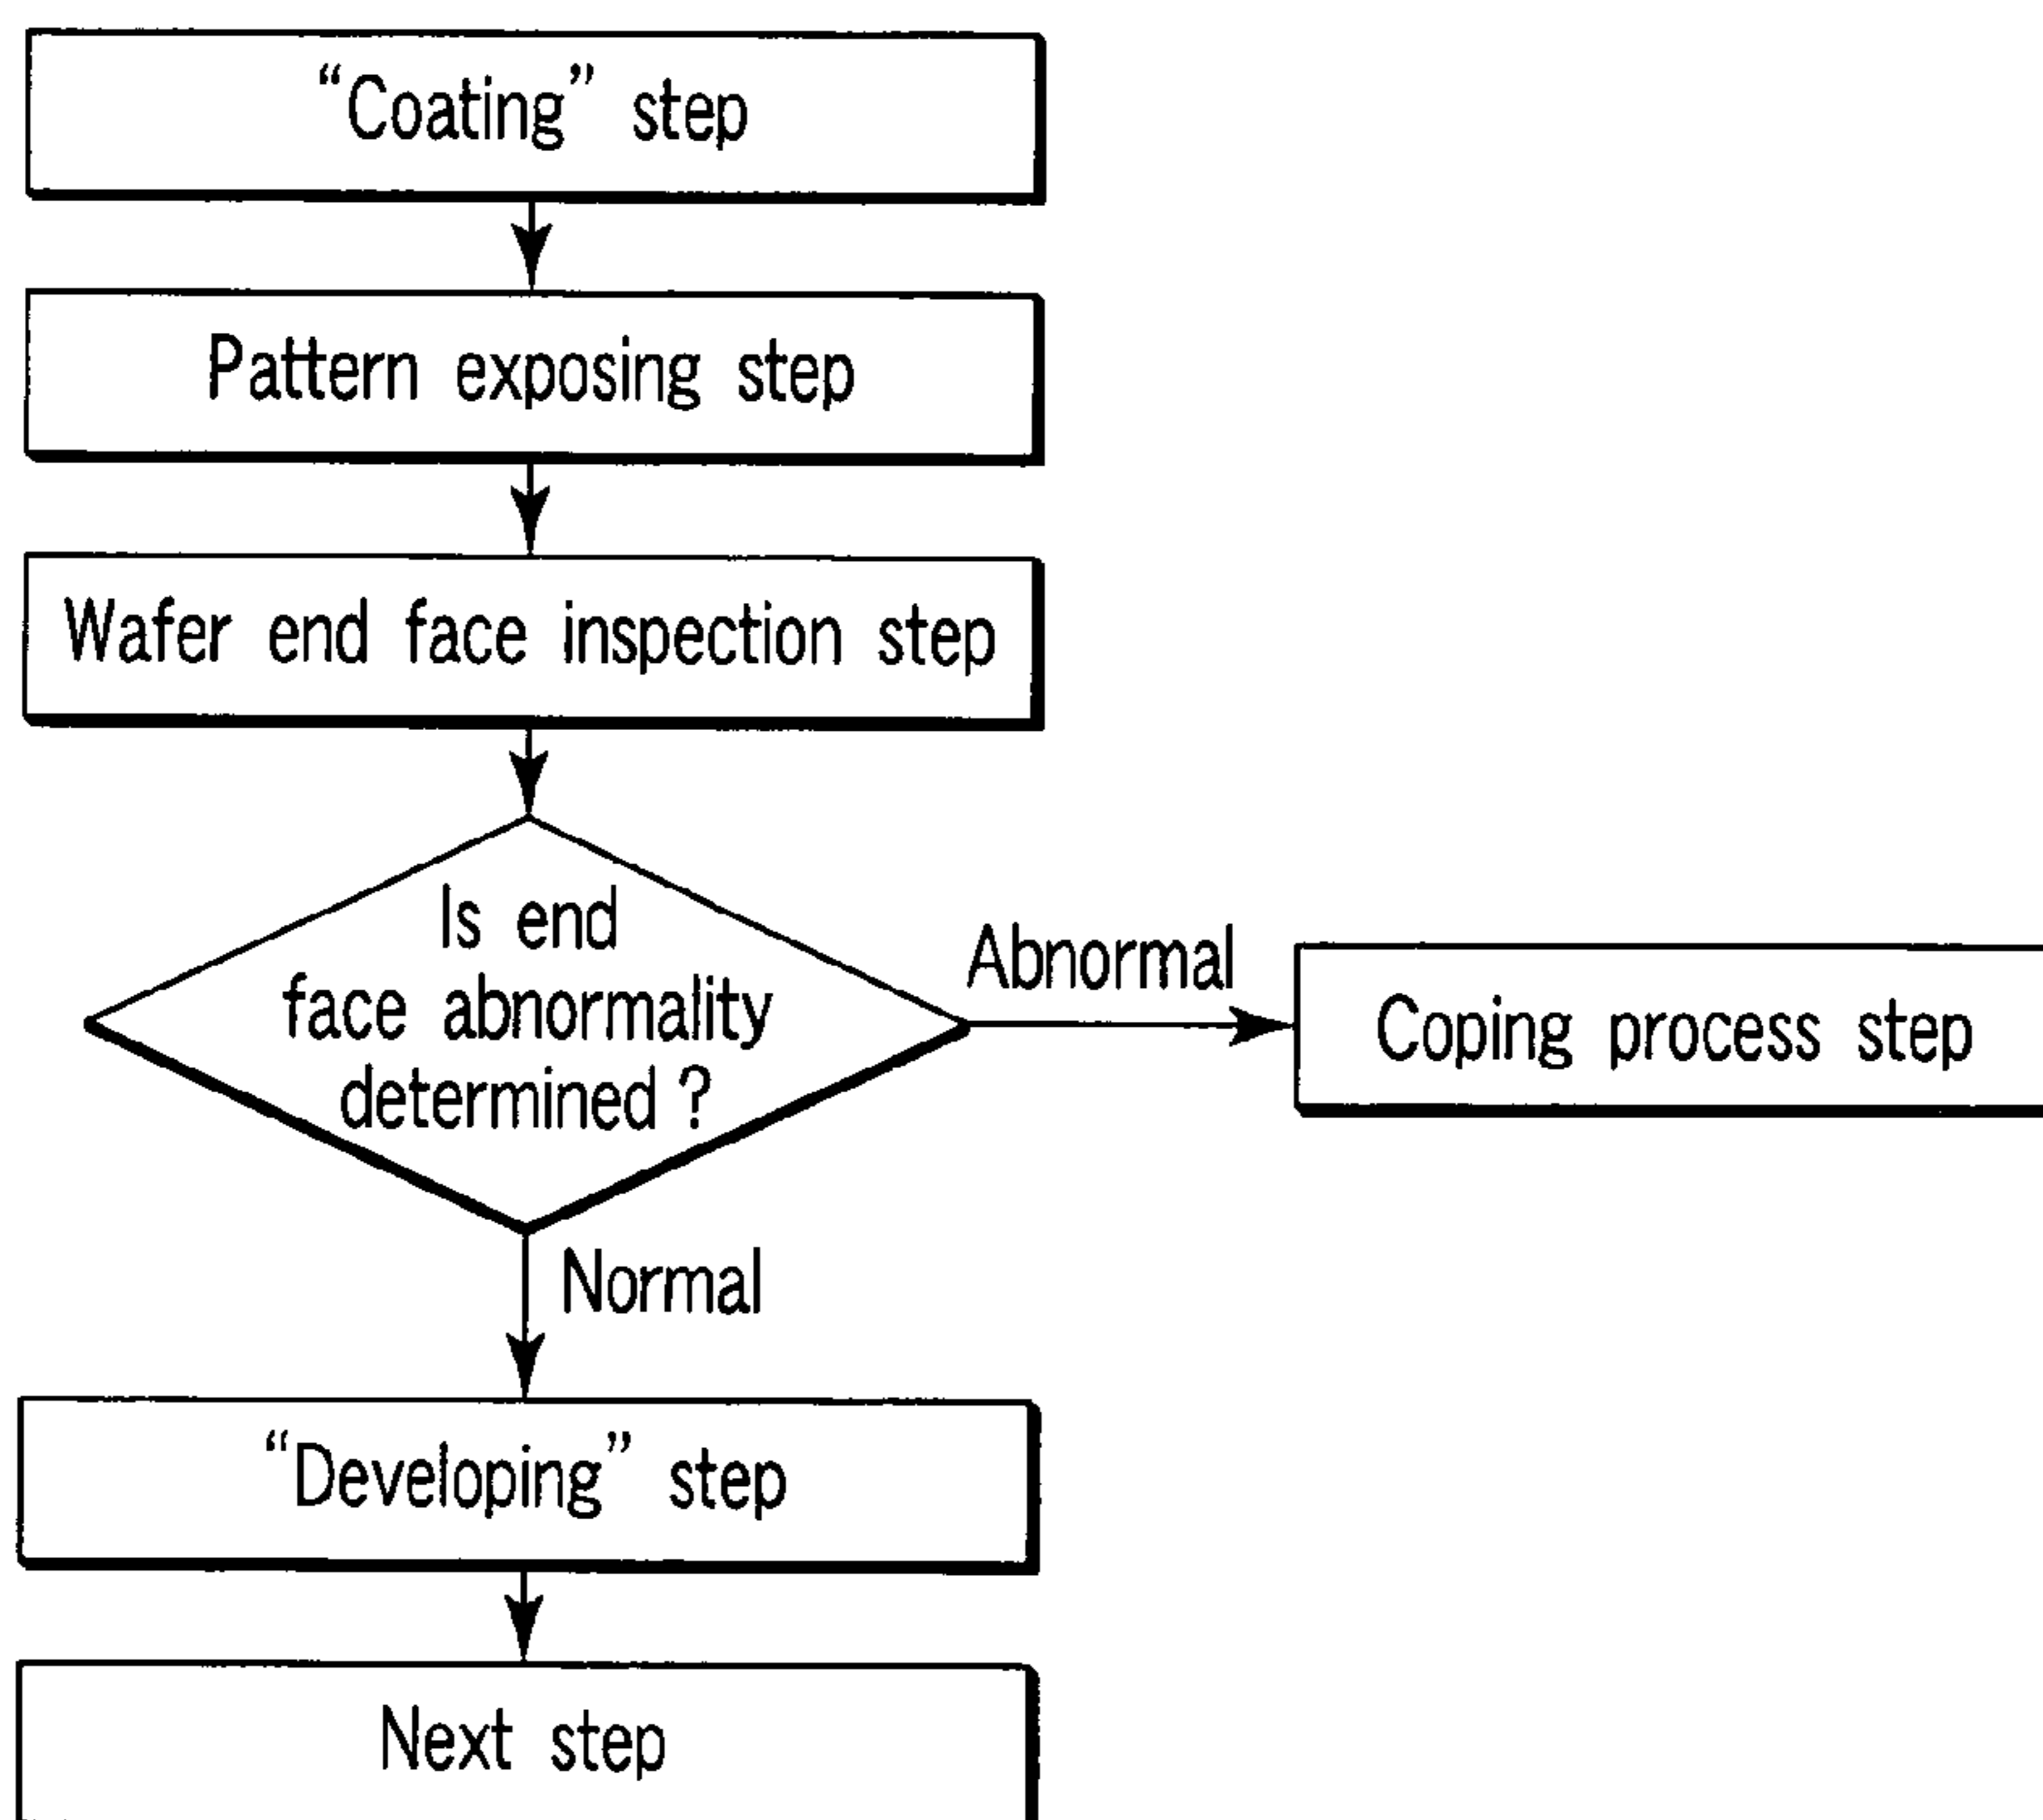 “Coating” step
Pattern exposing step
Wafer end face inspection step
Is end
face abnormality
determined ?
Abnormal
Coping process step
Normal
“Developing” step
Next step